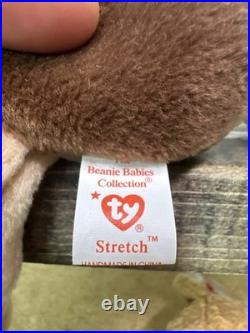 The
Beanie Babies
Collection®
ty
®
Stretch™
HANDMADE IN CHINA